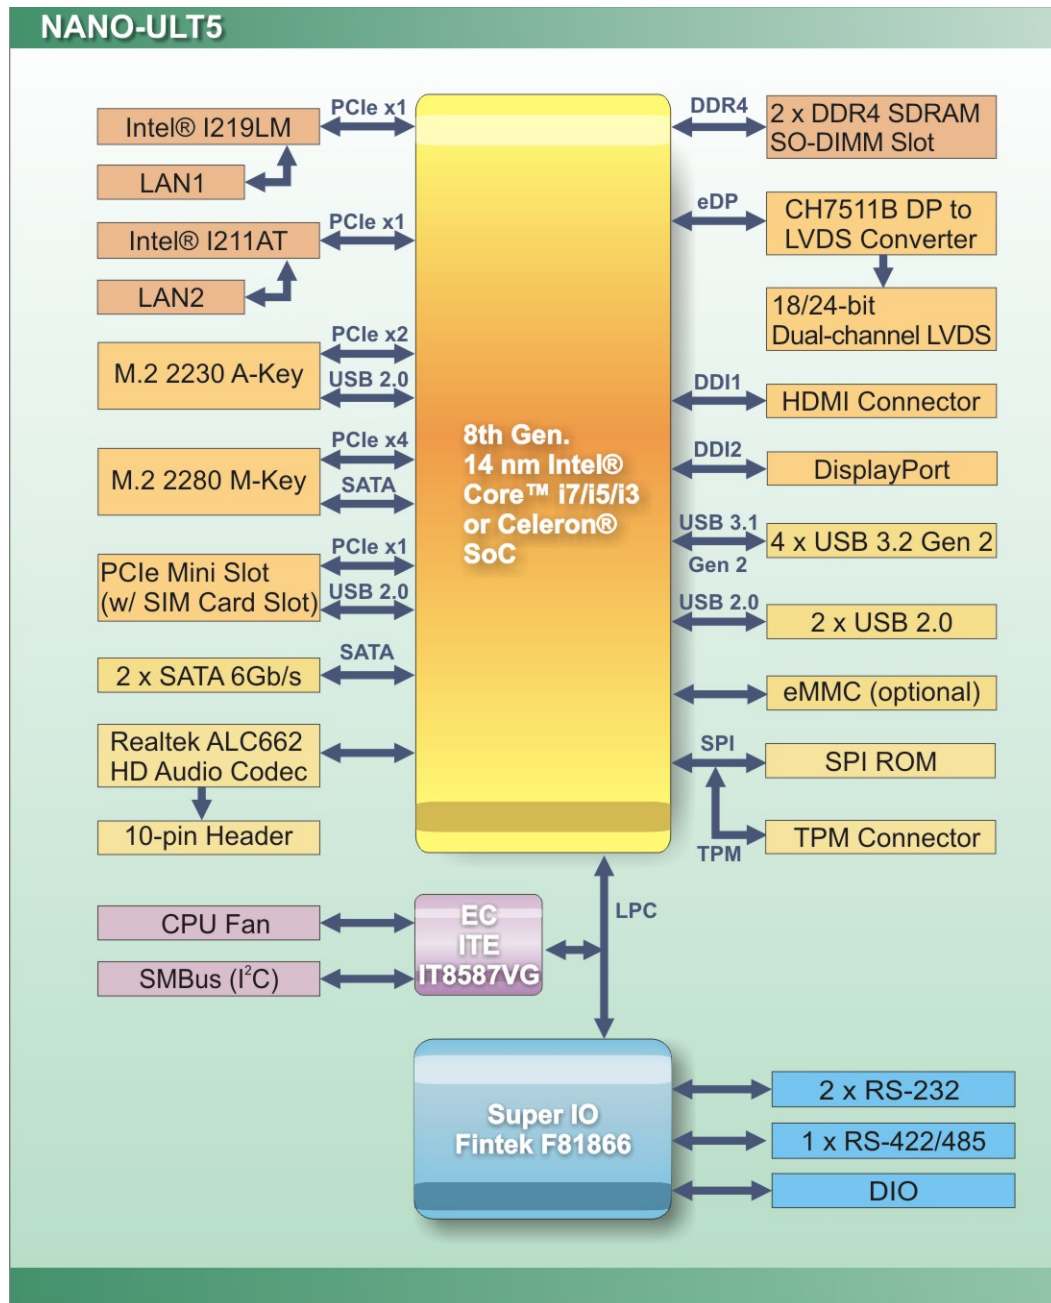 NANO-ULT5
PCIe x1
Intel® I219LM
LAN1
PCIe x1
Intel® I211AT
LAN2
PCIe x2
M.2 2230 A-Key
USB 2.0
PCIe x4
M.2 2280 M-Key
SATA
PCIe x1
PCIe Mini Slot
(w/ SIM Card Slot)
USB 2.0
SATA
2 x SATA 6Gb/s
Realtek ALC662
HD Audio Codec
10-pin Header
8th Gen.
14 nm Intel®
Core™ i7/i5/i3
or Celeron®
SoC
DDR4
2 x DDR4 SDRAM
SO-DIMM Slot
eDP
CH7511B DP to
LVDS Converter
18/24-bit
Dual-channel LVDS
DDI1
HDMI Connector
DDI2
DisplayPort
USB 3.1
Gen 2
4 x USB 3.2 Gen 2
USB 2.0
2 x USB 2.0
eMMC (optional)
SPI
SPI ROM
TPM
TPM Connector
LPC
CPU Fan
SMBus (I²C)
EC
ITE
IT8587VG
Super IO
Fintek F81866
2 x RS-232
1 x RS-422/485
DIO